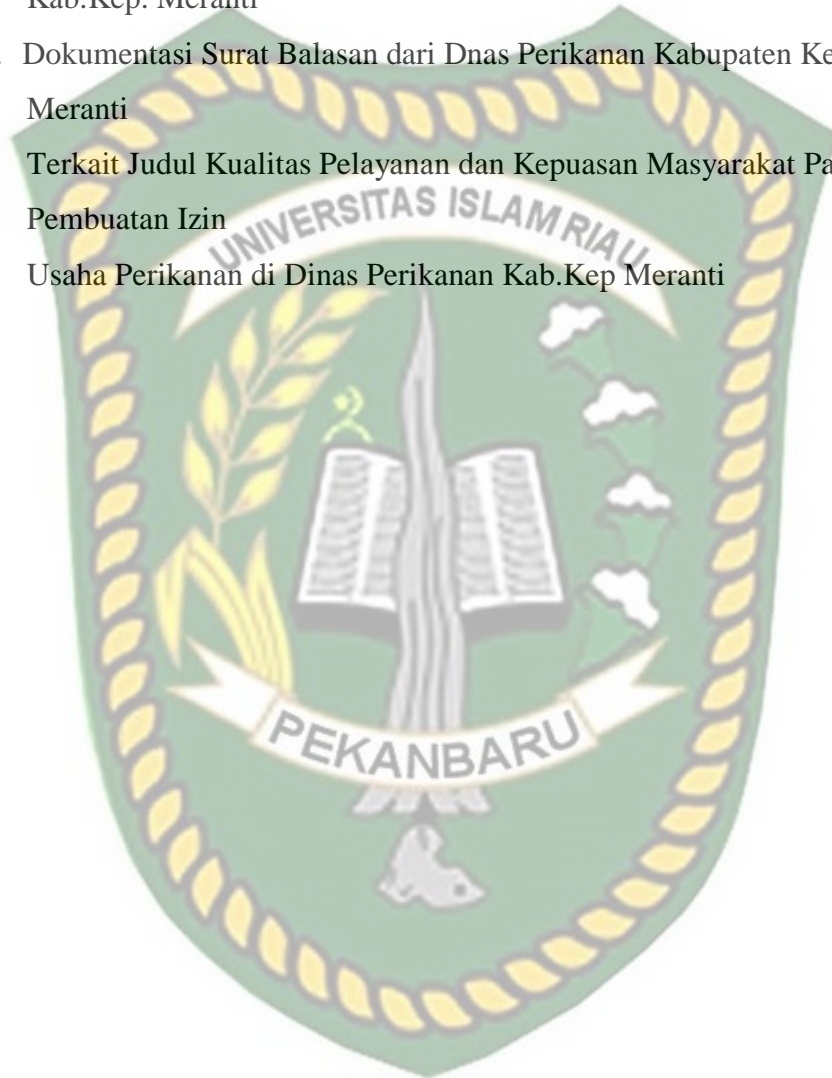 Kab.Kep. Meranti
. Dokumentasi Surat Balasan dari Dnas Perikanan Kabupaten Ke
Meranti
Terkait Judul Kualitas Pelayanan dan Kepuasan Masyarakat Pa
Pembuatan Izin
Usaha Perikanan di Dinas Perikanan Kab.Kep Meranti
UNIVERSITAS ISLAM RIAU
PEKANBARU